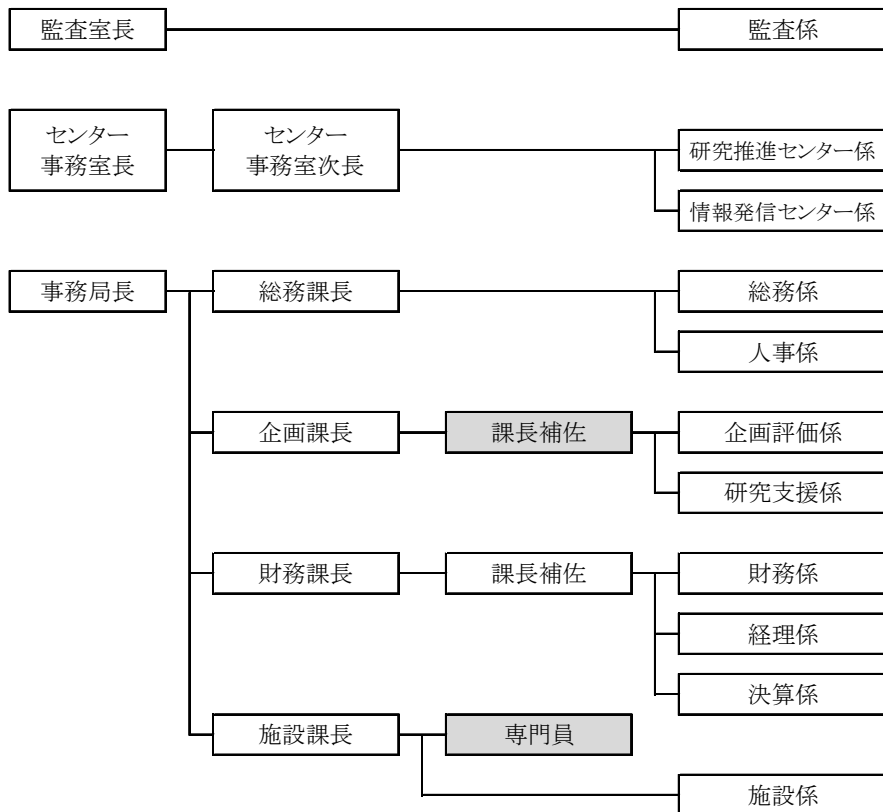 監査室長
監査係
センター
事務室長
センター
事務室次長
研究推進センター係
情報発信センター係
事務局長
総務課長
総務係
人事係
企画課長
課長補佐
企画評価係
研究支援係
財務課長
課長補佐
財務係
経理係
決算係
施設課長
専門員
施設係